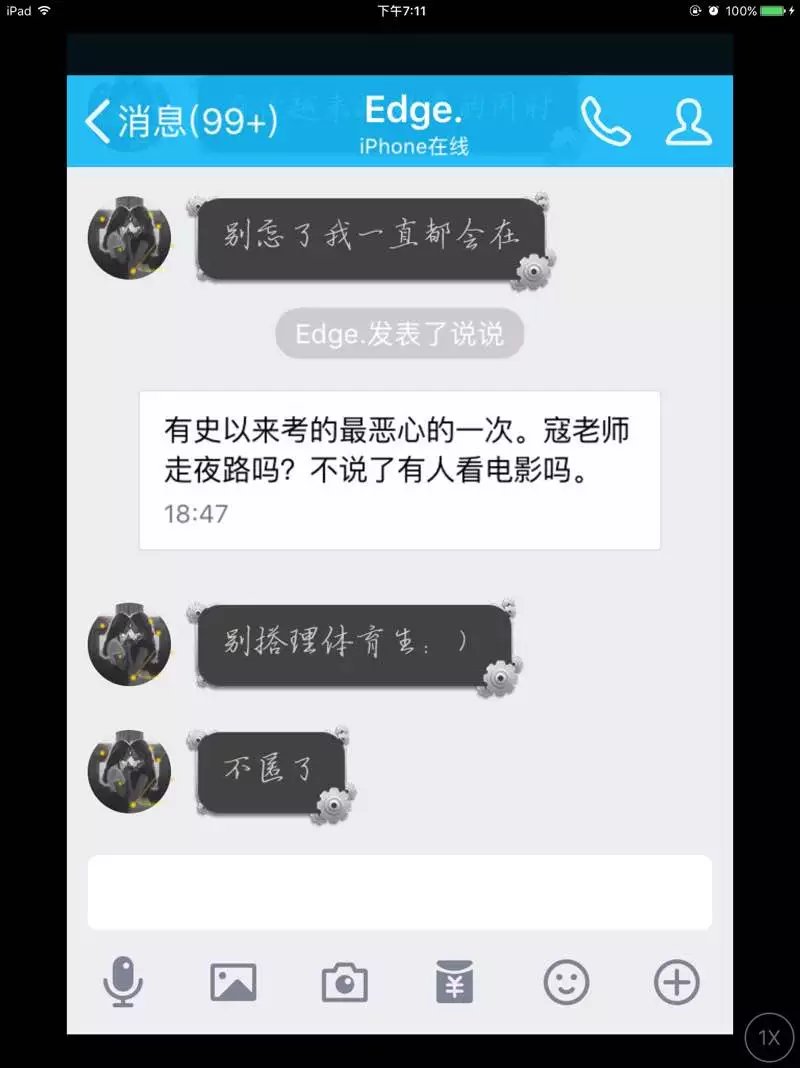 iPad
下午7:11
100%
消息(99+)
Edge.
iPhone在线
别忘了我一直都会在
Edge.发表了说说
有史以来考的最恶心的一次。寇老师
走夜路吗？不说了有人看电影吗。
18:47
别搭理体育生：）
不匿了
1X